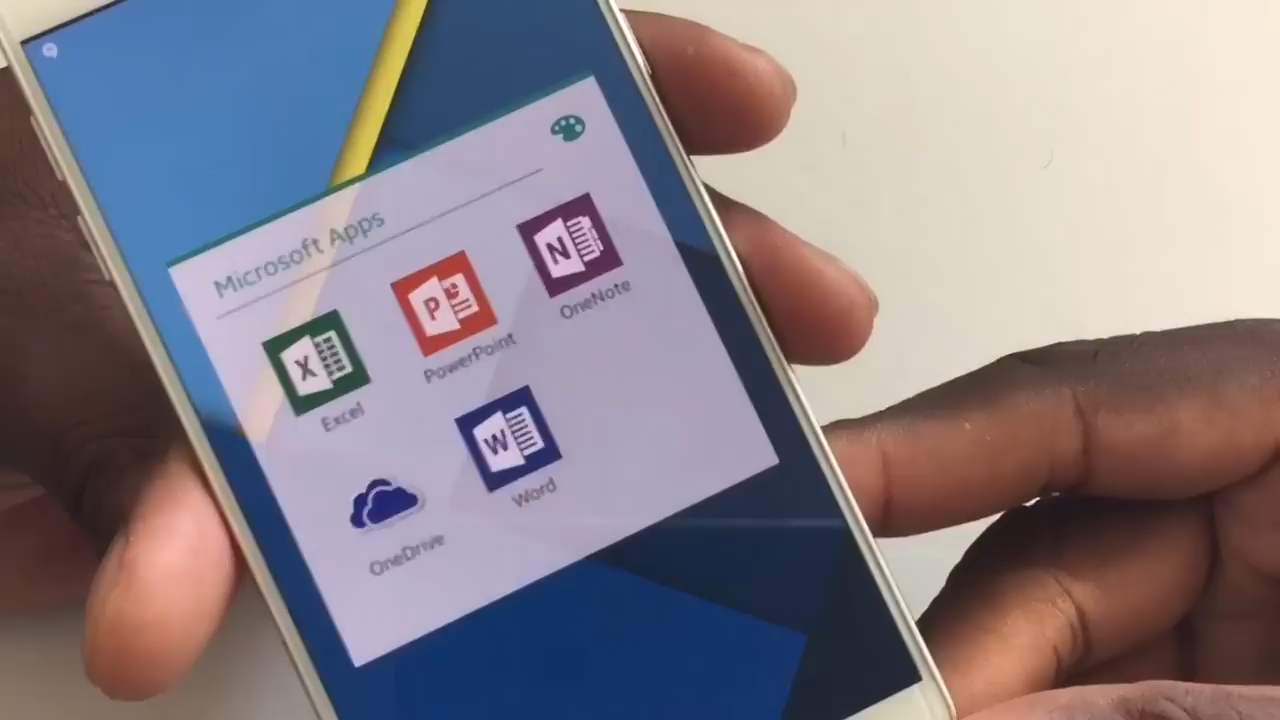 Microsoft Apps
X
Excel
P
PowerPoint
N
OneNote
OneDrive
W
Word